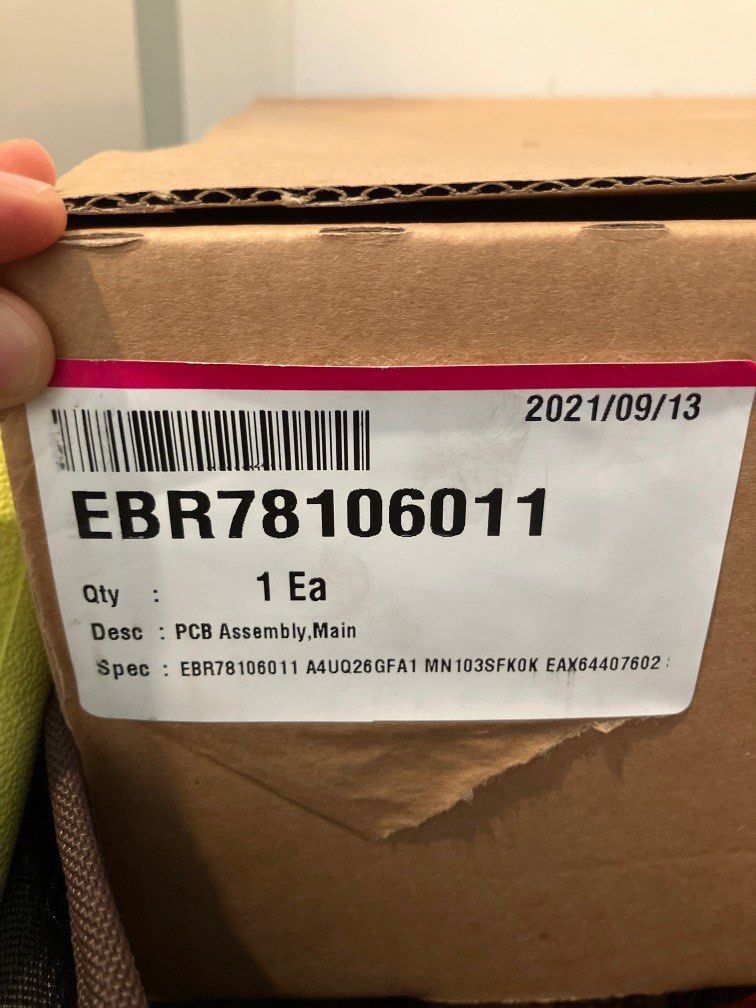 2021/09/13
EBR78106011
Qty : 1 Ea
Desc : PCB Assembly,Main
Spec : EBR78106011 A4UQ26GFA1 MN103SFK0K EAX64407602